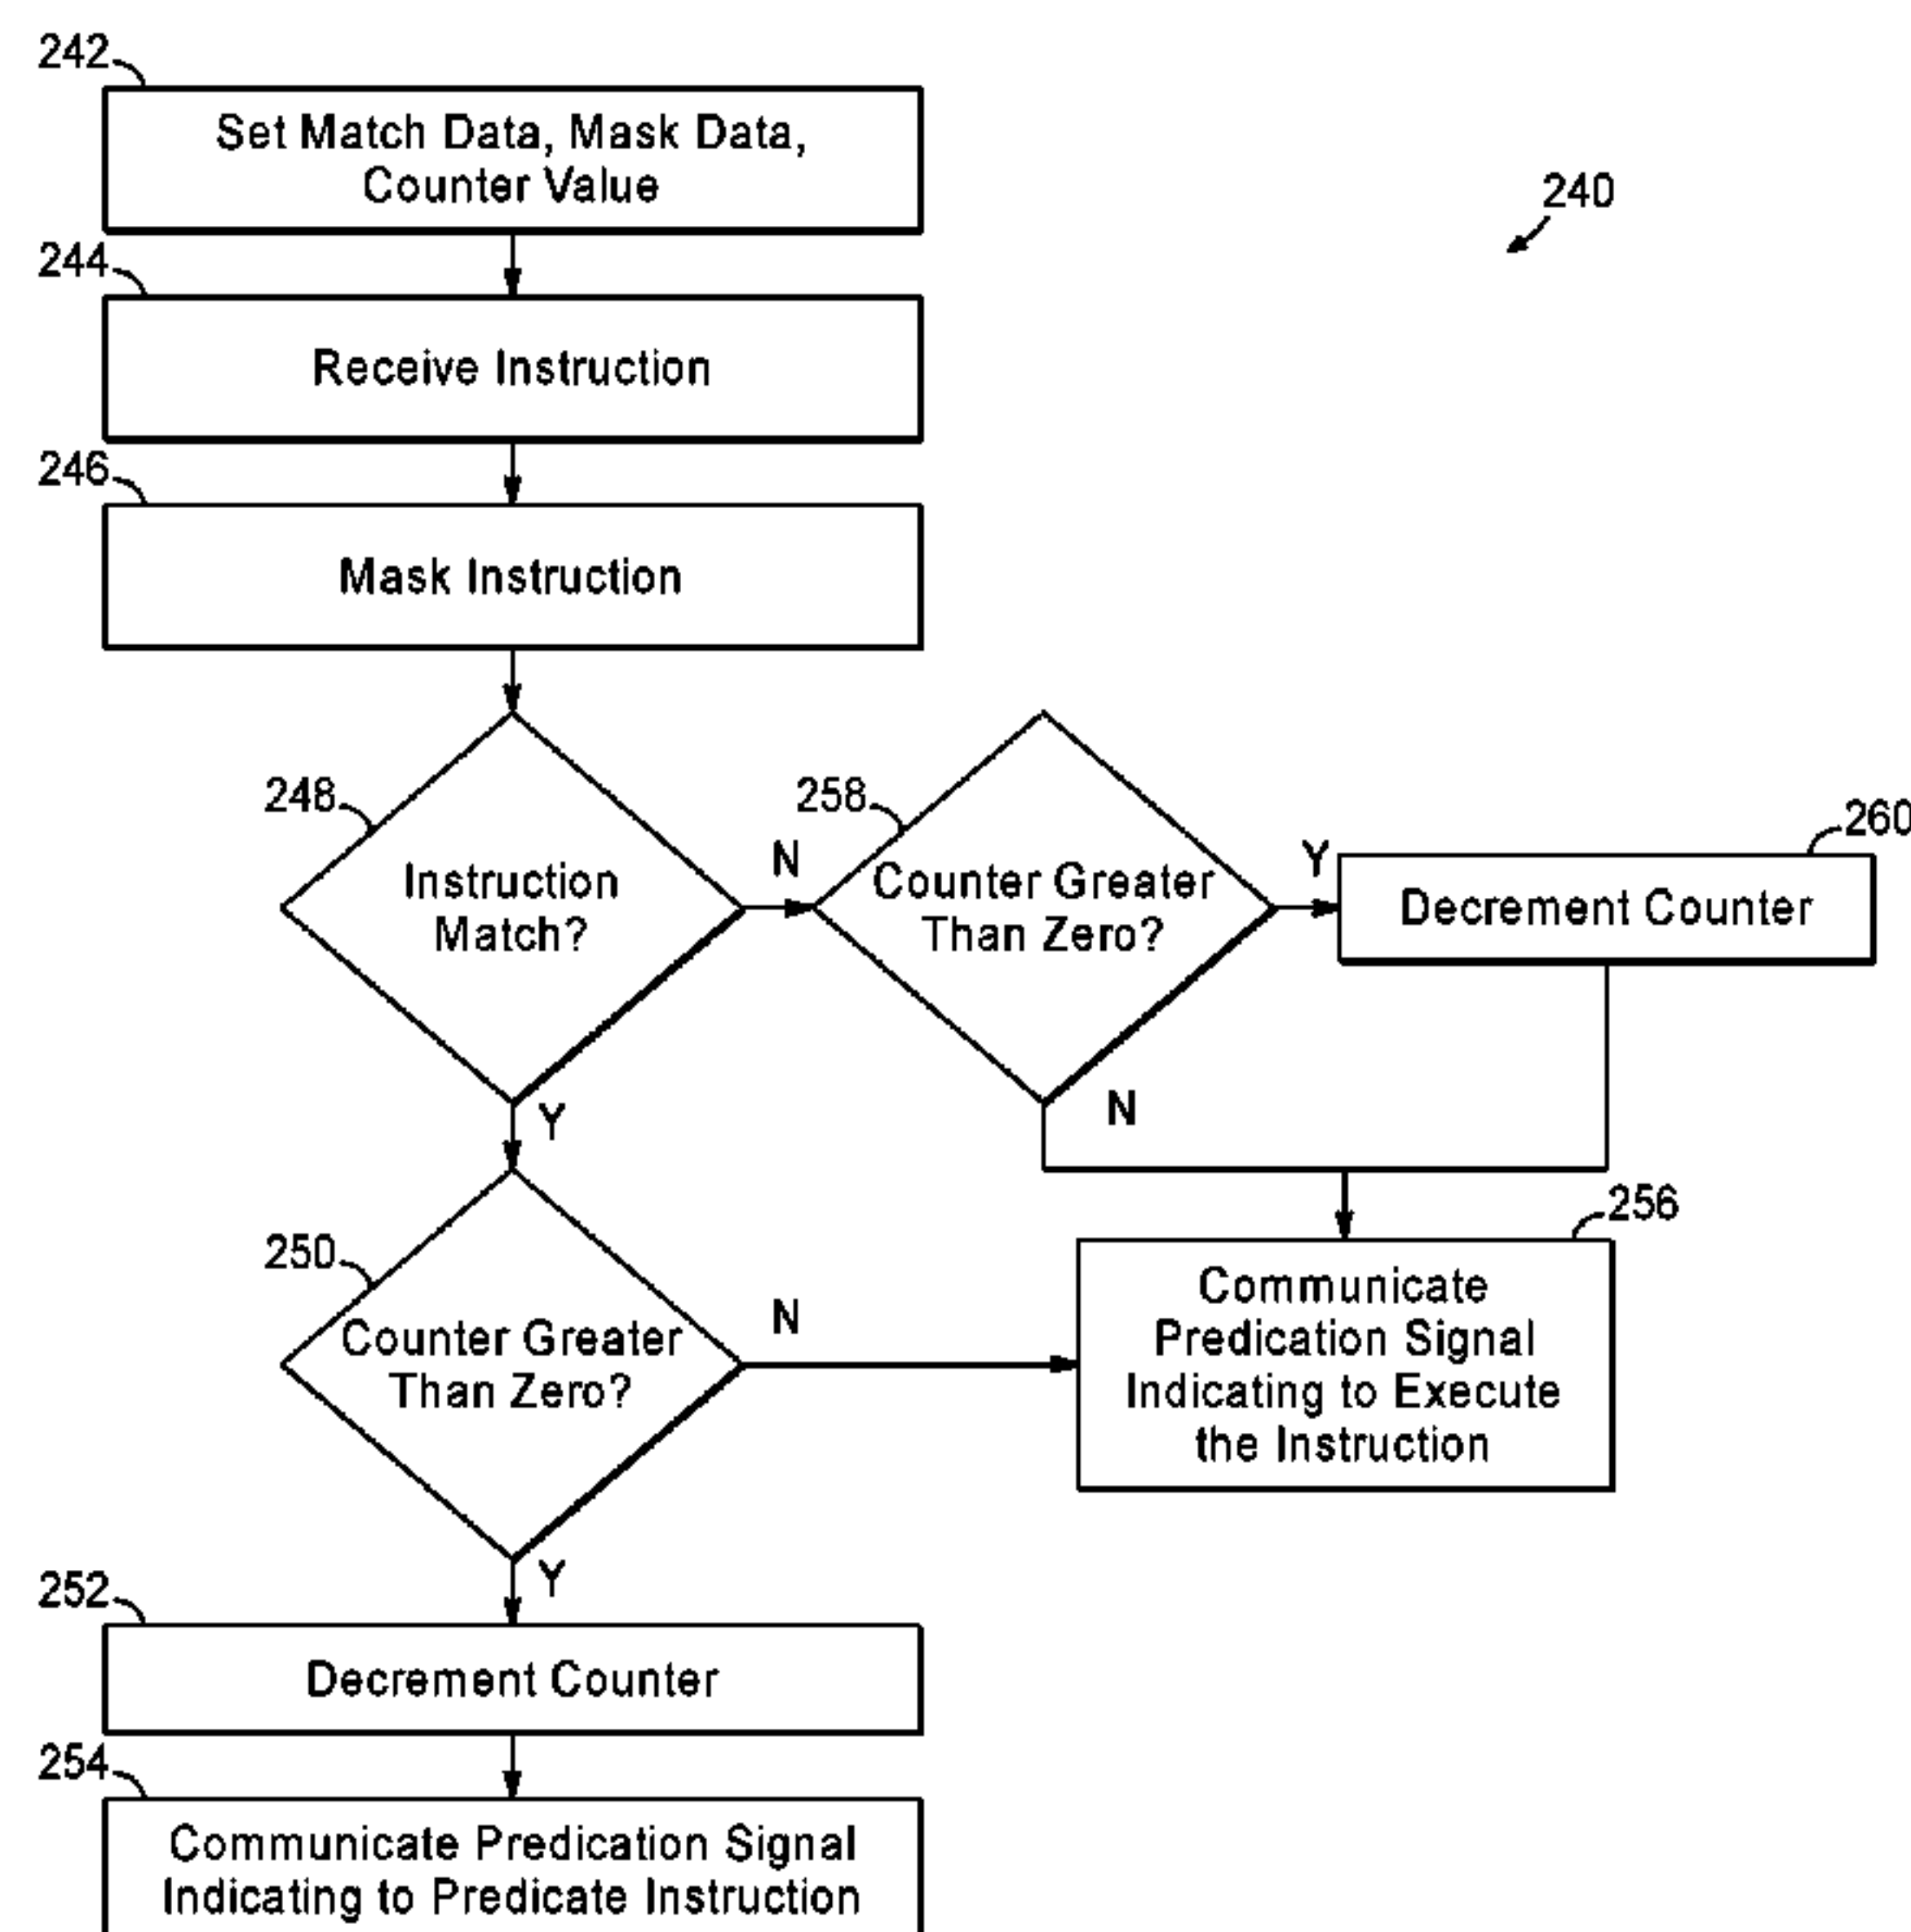 242
Set Match Data, Mask Data,
Counter Value
240
244
Receive Instruction
246
Mask Instruction
248
Instruction
Match?
N
258
Counter Greater
Than Zero?
Y
260
Decrement Counter
Y
N
250
Counter Greater
Than Zero?
N
256
Communicate
Predication Signal
Indicating to Execute
the Instruction
Y
252
Decrement Counter
254
Communicate Predication Signal
Indicating to Predicate Instruction